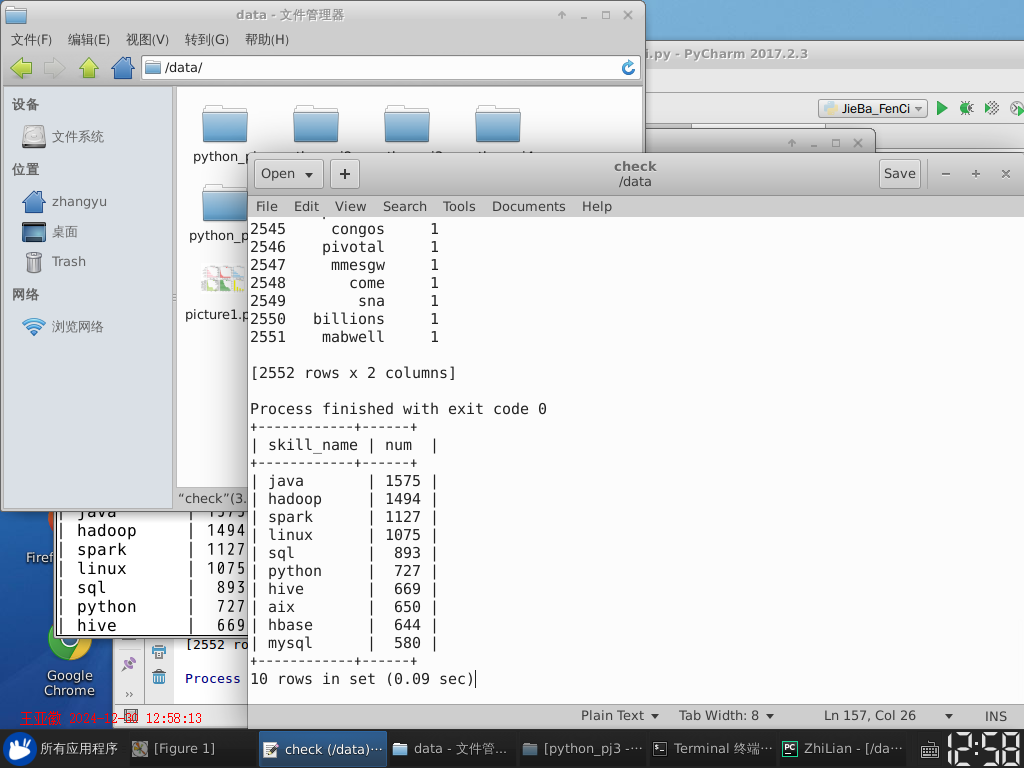 data - 文件管理器
文件(F) 编辑(E) 视图(V) 转到(G) 帮助(H)
/data/
设备
文件系统
位置
zhangyu
桌面
Trash
网络
浏览网络
python_p
python_p
picture1.p
“check”(3.
i.py - PyCharm 2017.2.3
JieBa_FenCi
Open
check
/data
Save
File Edit View Search Tools Documents Help
2545 congos 1
2546 pivotal 1
2547 mmesgw 1
2548 come 1
2549 sna 1
2550 billions 1
2551 mabwell 1
[2552 rows x 2 columns]
Process finished with exit code 0
+------------+------+
| skill_name | num |
+------------+------+
| java | 1575 |
| hadoop | 1494 |
| spark | 1127 |
| linux | 1075 |
| sql | 893 |
| python | 727 |
| hive | 669 |
| aix | 650 |
| hbase | 644 |
| mysql | 580 |
+------------+------+
10 rows in set (0.09 sec)
Plain Text Tab Width: 8 Ln 157, Col 26 INS
| java | 1575
| hadoop | 1494
| spark | 1127
| linux | 1075
| sql | 893
| python | 727
| hive | 669
Firef
[2552 ro
Process
Google
Chrome
12:58:13
所有应用程序
[Figure 1]
check (/data)···
data - 文件管···
[python_pj3 -···
Terminal 终端···
ZhiLian - [/da···
12:58